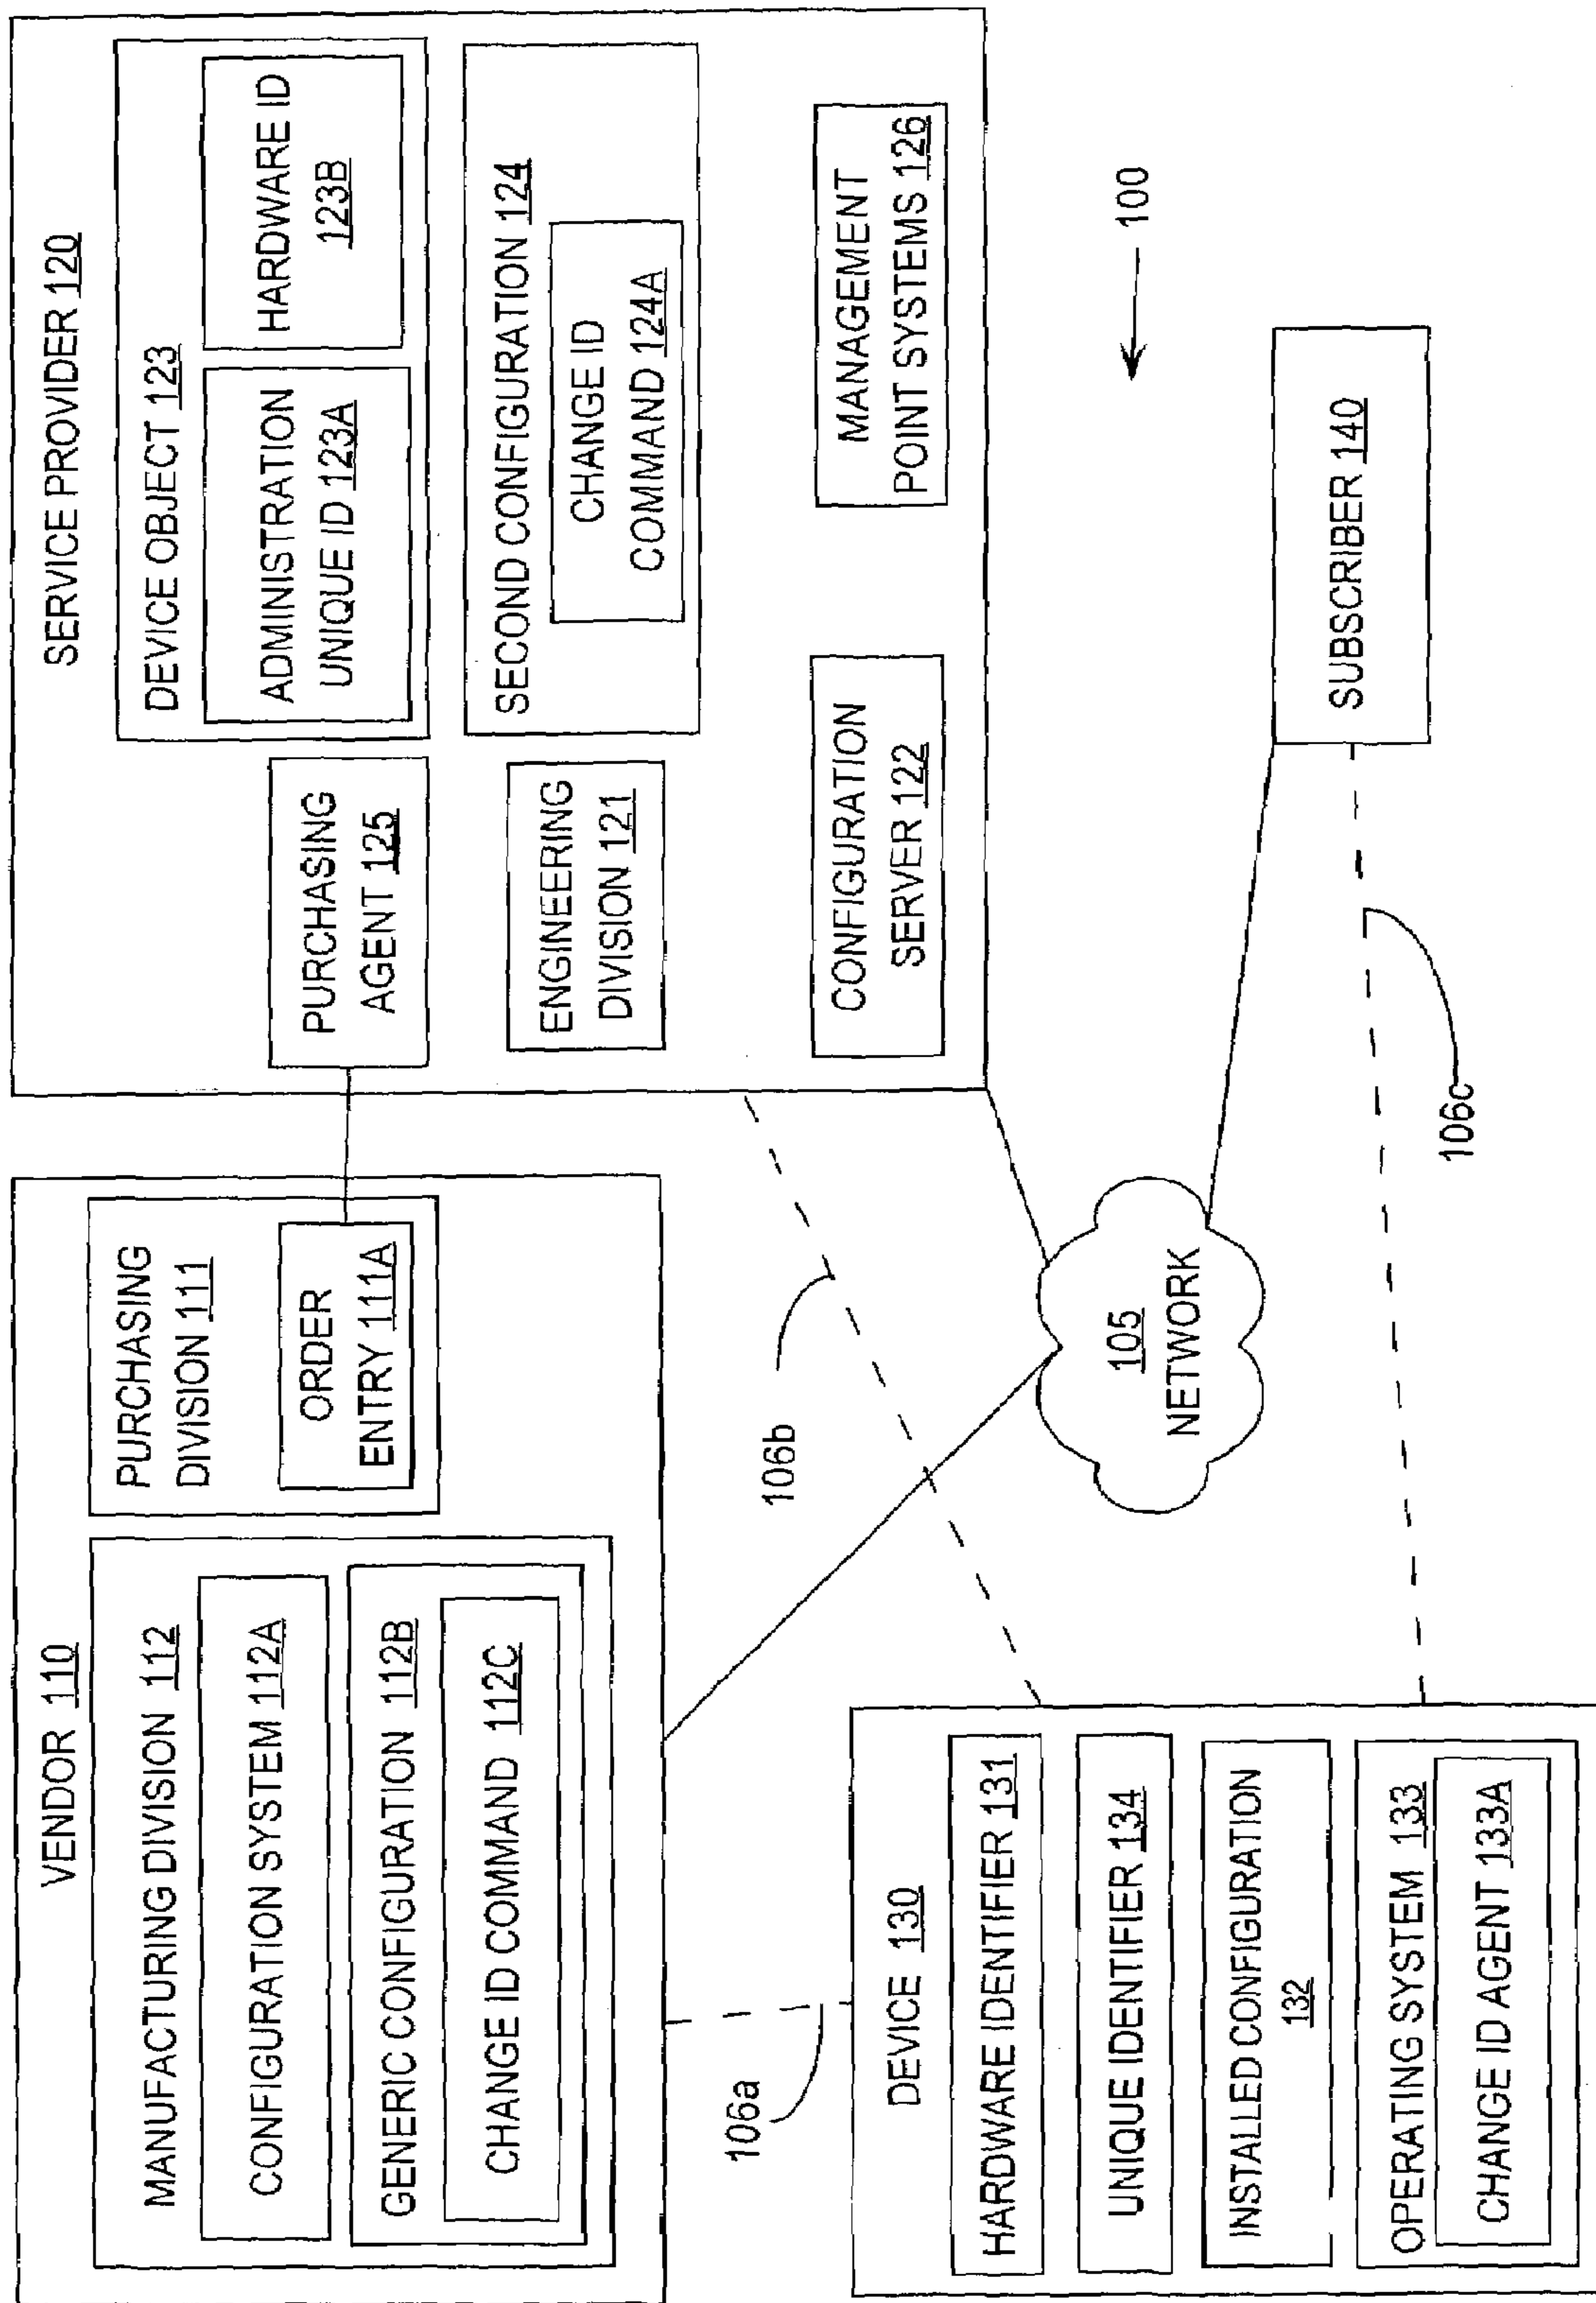 VENDOR 110
MANUFACTURING DIVISION 112
CONFIGURATION SYSTEM 112A
GENERIC CONFIGURATION 112B
CHANGE ID COMMAND 112C
PURCHASING
DIVISION 111
ORDER
ENTRY 111A
SERVICE PROVIDER 120
PURCHASING
AGENT 125
DEVICE OBJECT 123
ADMINISTRATION
UNIQUE ID 123A
HARDWARE ID
123B
ENGINEERING
DIVISION 121
SECOND CONFIGURATION 124
CHANGE ID
COMMAND 124A
CONFIGURATION
SERVER 122
MANAGEMENT
POINT SYSTEMS 126
106a
106b
105
NETWORK
100
DEVICE 130
HARDWARE IDENTIFIER 131
UNIQUE IDENTIFIER 134
INSTALLED CONFIGURATION
132
OPERATING SYSTEM 133
CHANGE ID AGENT 133A
SUBSCRIBER 140
106c